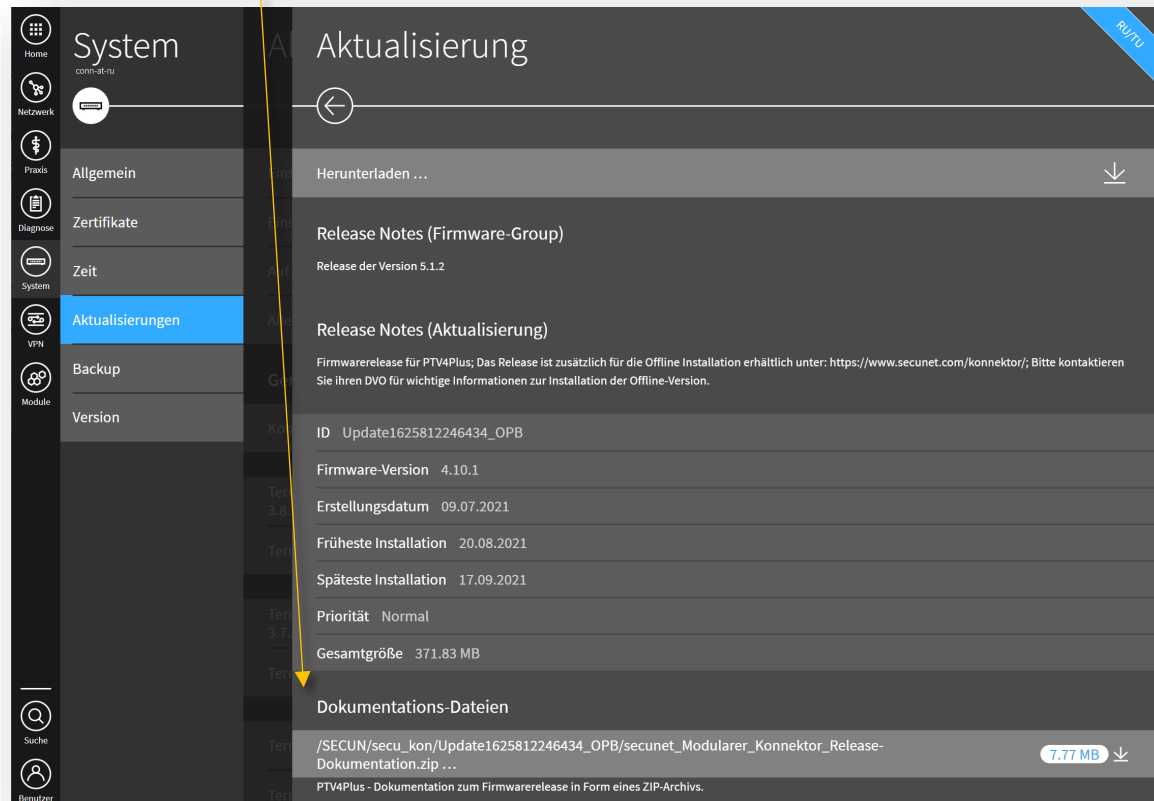 Home
Netzwerk
Praxis
Diagnose
System
VPN
Module
Suche
Benutzer
System
conn-at-ru
Allgemein
Zertifikate
Zeit
Aktualisierungen
Backup
Version
Aktualisierung
RU/TU
Herunterladen …
Release Notes (Firmware-Group)
Release der Version 5.1.2
Release Notes (Aktualisierung)
Firmwarerelease für PTV4Plus; Das Release ist zusätzlich für die Offline Installation erhältlich unter: https://www.secunet.com/konnektor/; Bitte kontaktieren
Sie ihren DVO für wichtige Informationen zur Installation der Offline-Version.
ID Update1625812246434_OPB
Firmware-Version 4.10.1
Erstellungsdatum 09.07.2021
Früheste Installation 20.08.2021
Späteste Installation 17.09.2021
Priorität Normal
Gesamtgröße 371.83 MB
Dokumentations-Dateien
/SECUN/secu_kon/Update1625812246434_OPB/secunet_Modularer_Konnektor_Release-
Dokumentation.zip …
7.77 MB
PTV4Plus - Dokumentation zum Firmwarerelease in Form eines ZIP-Archivs.